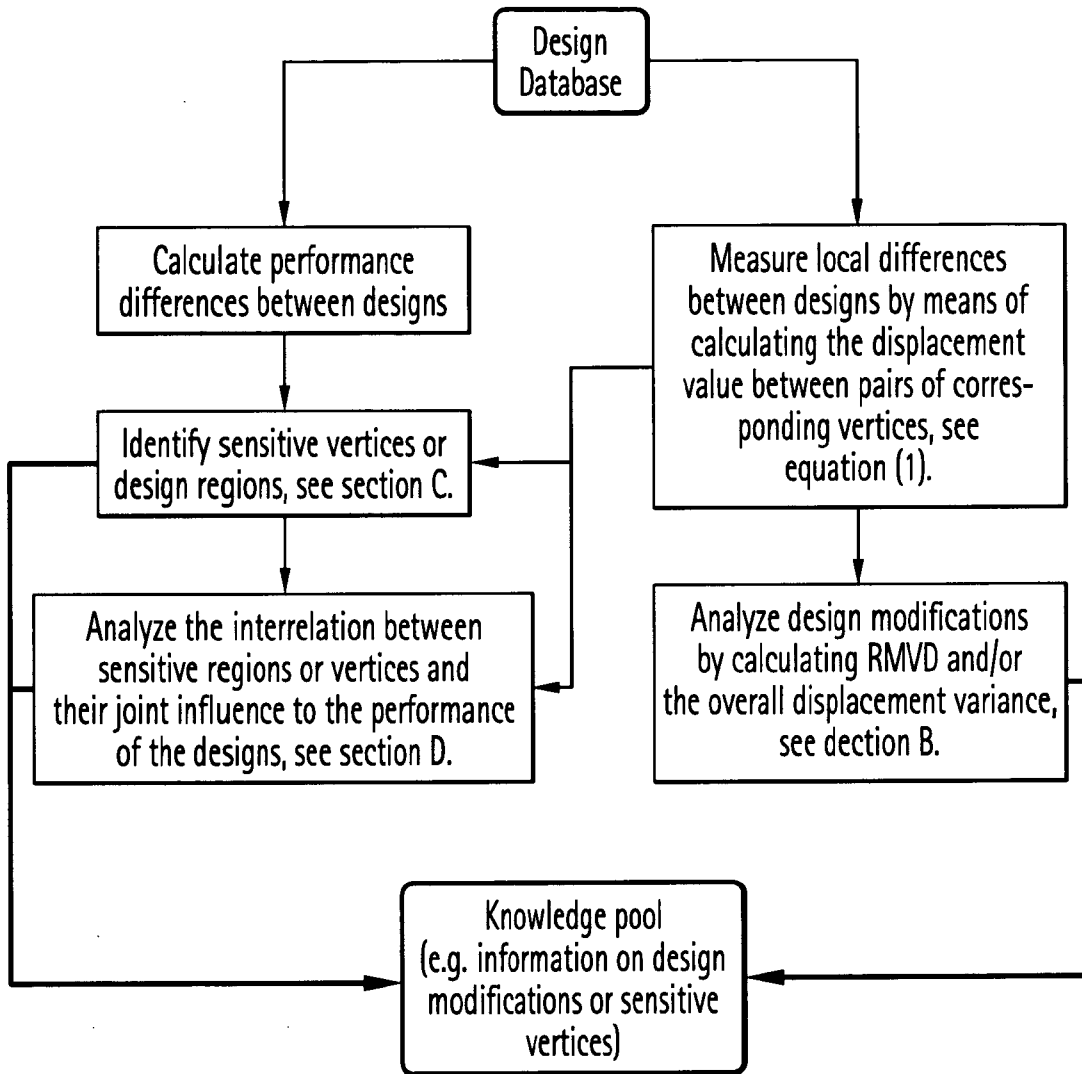 Design
Database
Calculate performance
differences between designs
Measure local differences
between designs by means of
calculating the displacement
value between pairs of corres-
ponding vertices, see
equation (1).
Identify sensitive vertices or
design regions, see section C.
Analyze the interrelation between
sensitive regions or vertices and
their joint influence to the performance
of the designs, see section D.
Analyze design modifications
by calculating RMVD and/or
the overall displacement variance,
see dection B.
Knowledge pool
(e.g. information on design
modifications or sensitive
vertices)